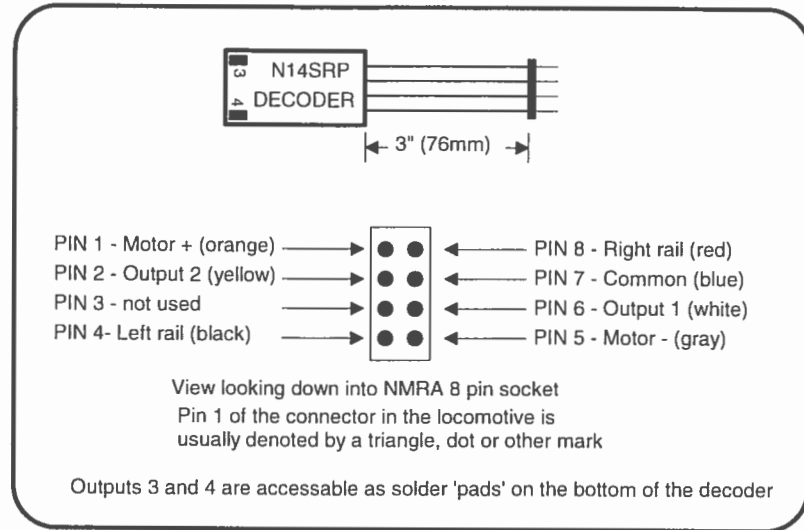 3 N14SRP
4 DECODER
3" (76mm)
PIN 1 - Motor + (orange)
PIN 2 - Output 2 (yellow)
PIN 3 - not used
PIN 4- Left rail (black)
PIN 8 - Right rail (red)
PIN 7 - Common (blue)
PIN 6 - Output 1 (white)
PIN 5 - Motor - (gray)
View looking down into NMRA 8 pin socket
Pin 1 of the connector in the locomotive is
usually denoted by a triangle, dot or other mark
Outputs 3 and 4 are accessable as solder 'pads' on the bottom of the decoder